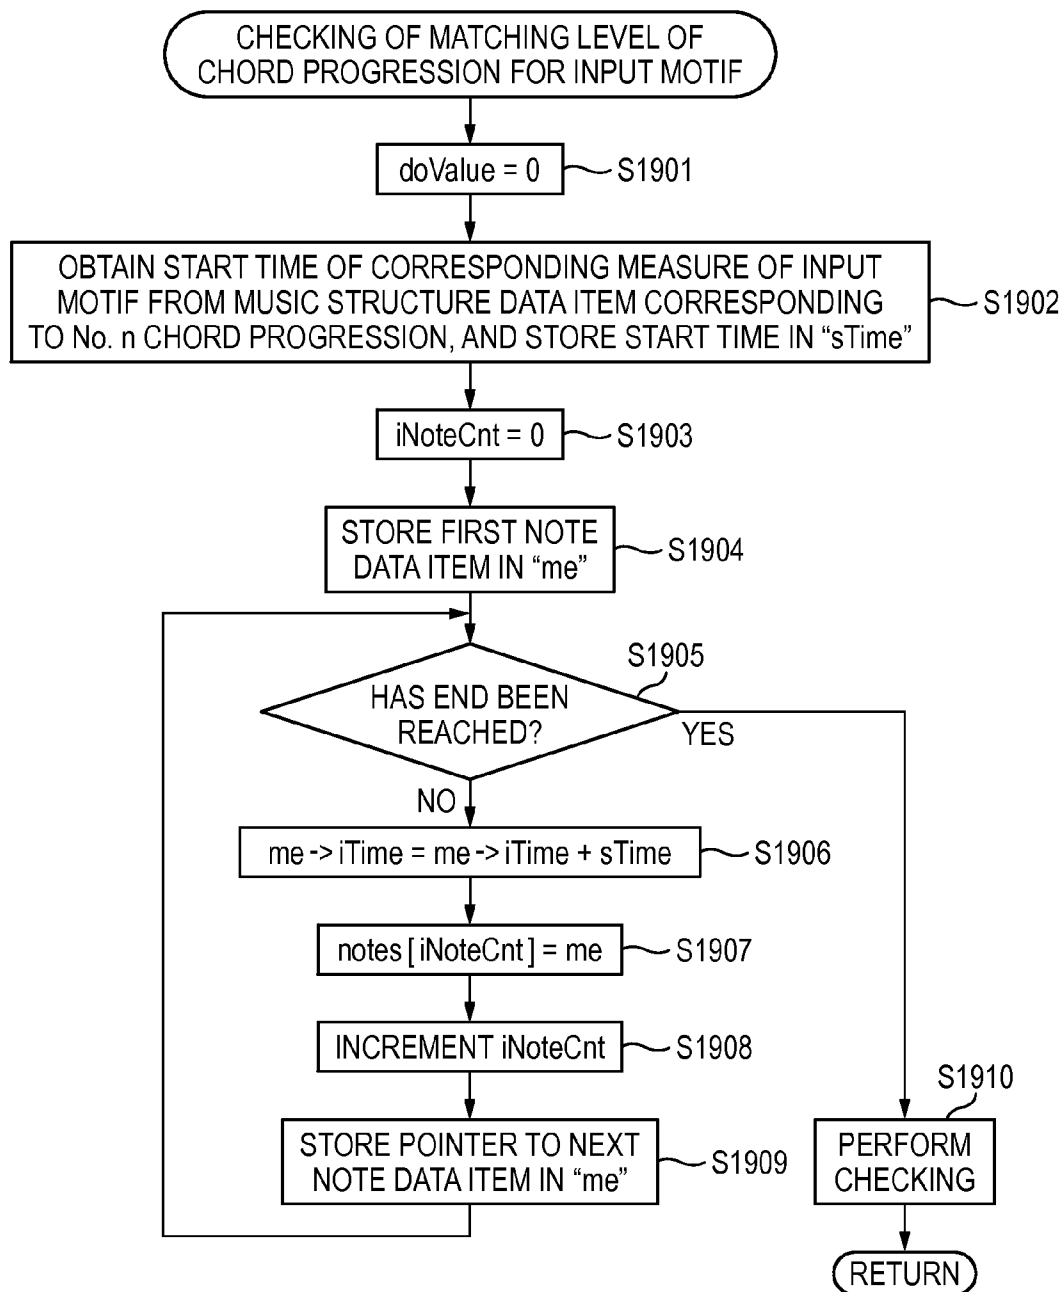 CHECKING OF MATCHING LEVEL OF
CHORD PROGRESSION FOR INPUT MOTIF
doValue = 0
S1901
OBTAIN START TIME OF CORRESPONDING MEASURE OF INPUT
MOTIF FROM MUSIC STRUCTURE DATA ITEM CORRESPONDING
TO No. n CHORD PROGRESSION, AND STORE START TIME IN “sTime”
S1902
iNoteCnt = 0
S1903
STORE FIRST NOTE
DATA ITEM IN “me”
S1904
S1905
HAS END BEEN
REACHED?
YES
NO
me -> iTime = me -> iTime + sTime
S1906
notes [ iNoteCnt ] = me
S1907
INCREMENT iNoteCnt
S1908
STORE POINTER TO NEXT
NOTE DATA ITEM IN “me”
S1909
S1910
PERFORM
CHECKING
RETURN